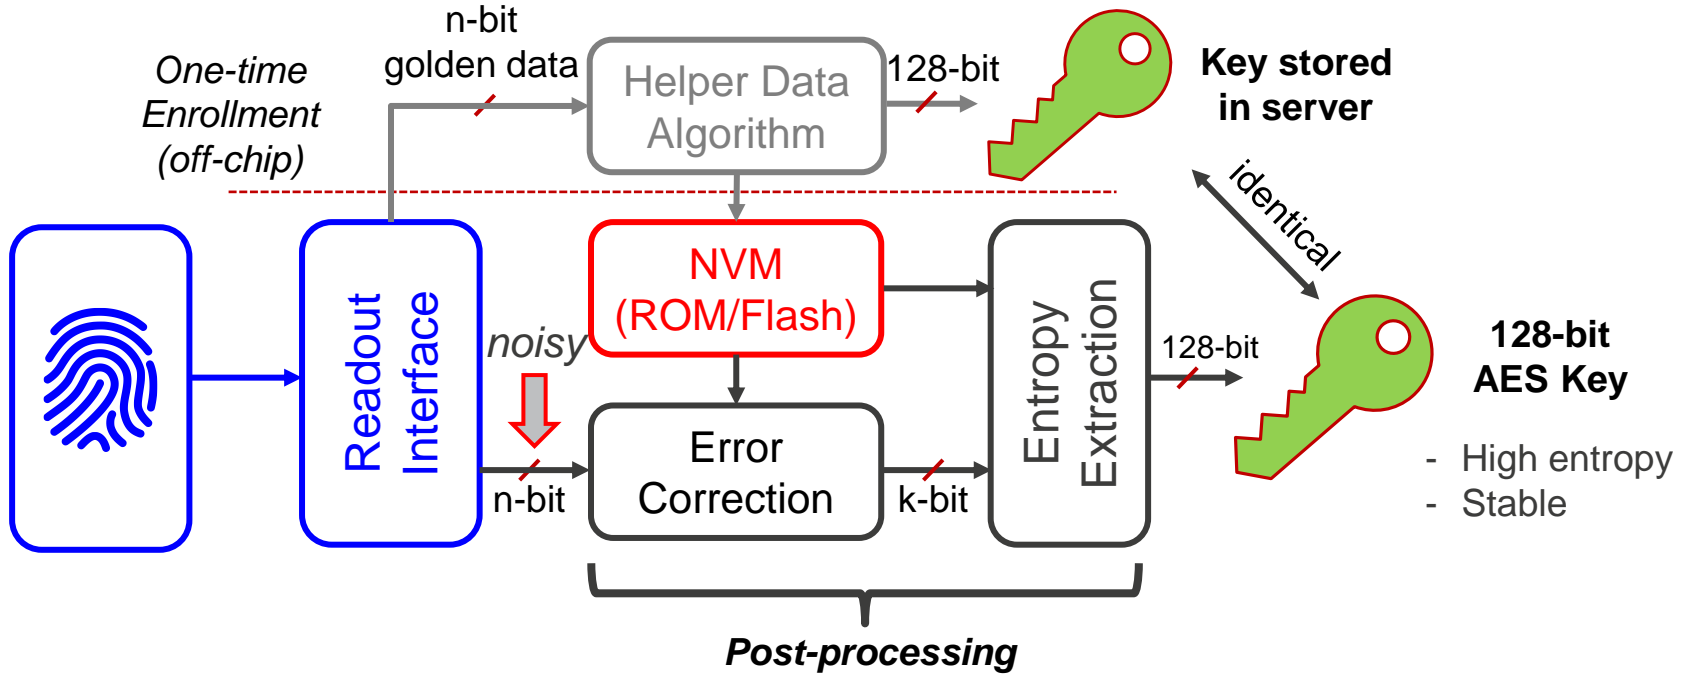 One-time
Enrollment
(off-chip)
n-bit
golden data
Helper Data
Algorithm
128-bit
Key stored
in server
identical
Readout
Interface
noisy
n-bit
NVM
(ROM/Flash)
Error
Correction
k-bit
Entropy
Extraction
128-bit
128-bit
AES Key
- High entropy
- Stable
Post-processing